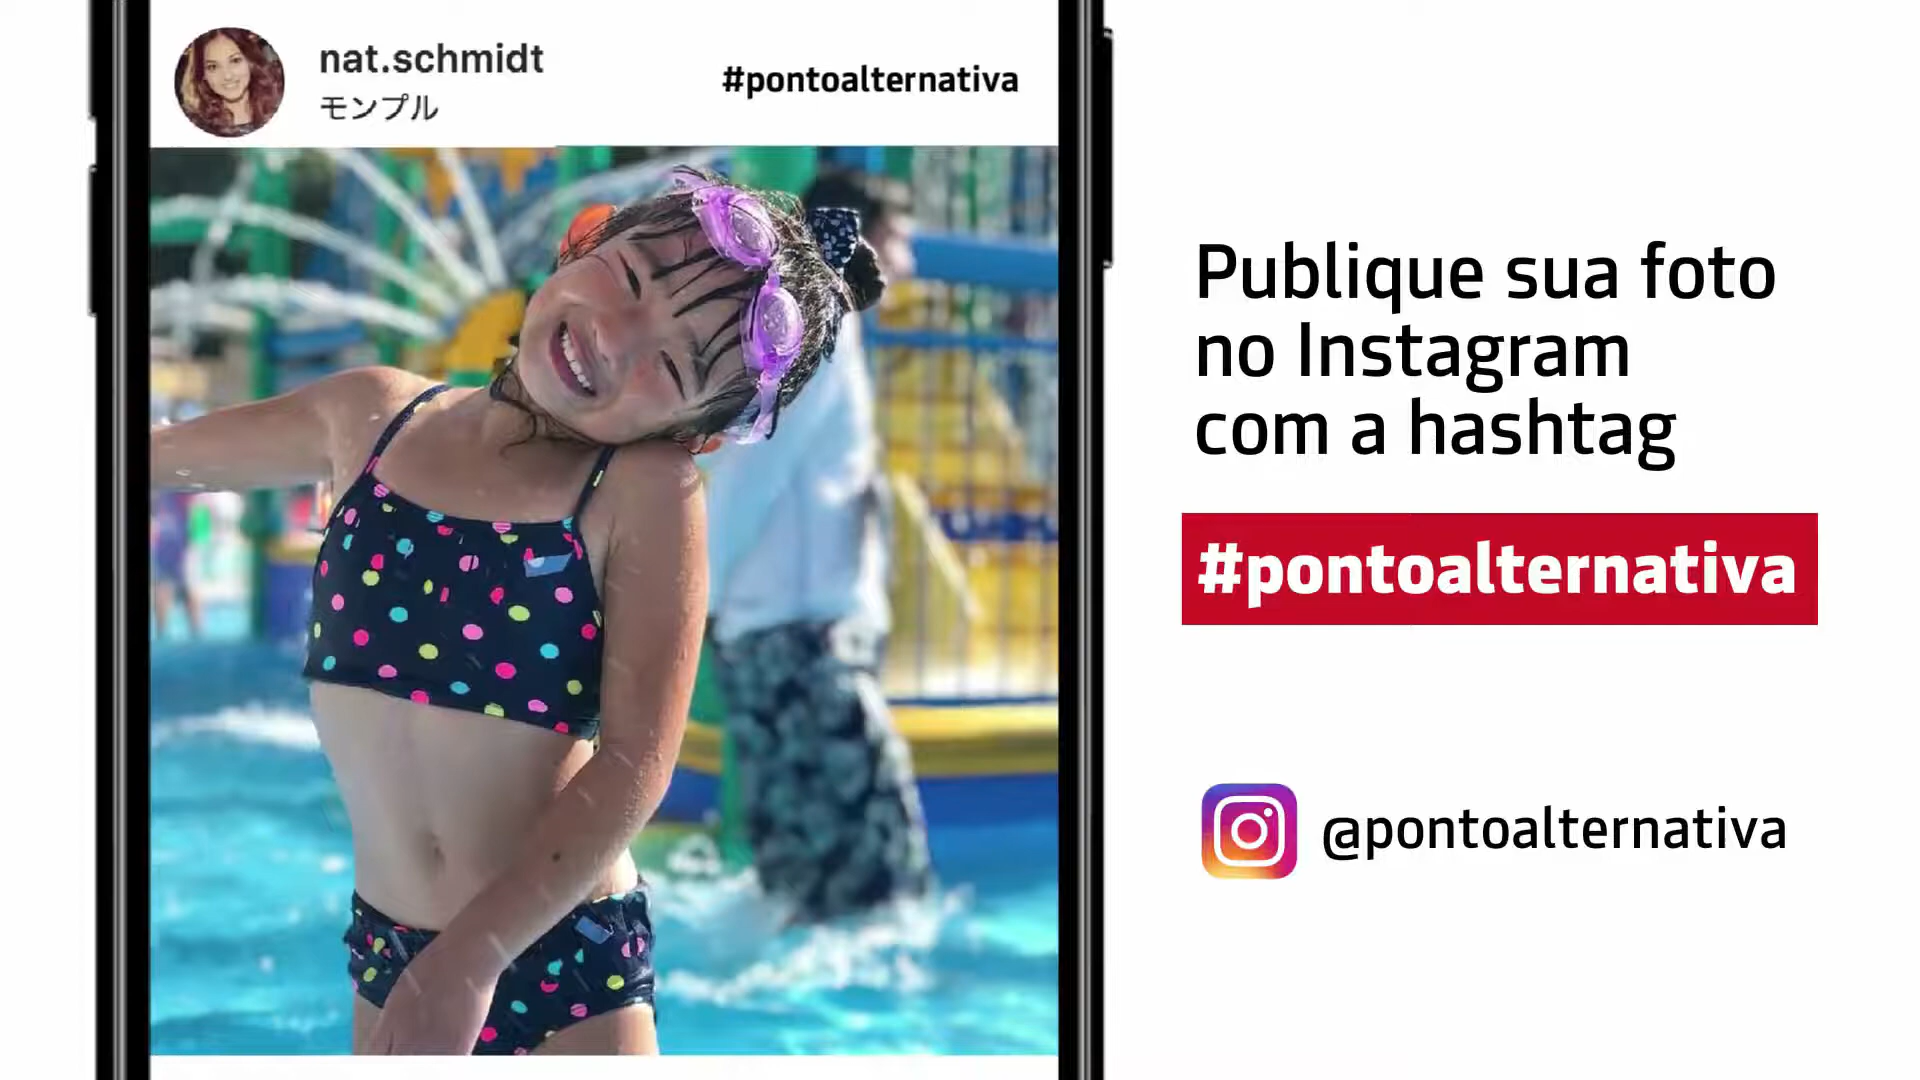 nat.schmidt
モンプル
#pontoalternativa
Publique sua foto
no Instagram
com a hashtag
#pontoalternativa
@pontoalternativa